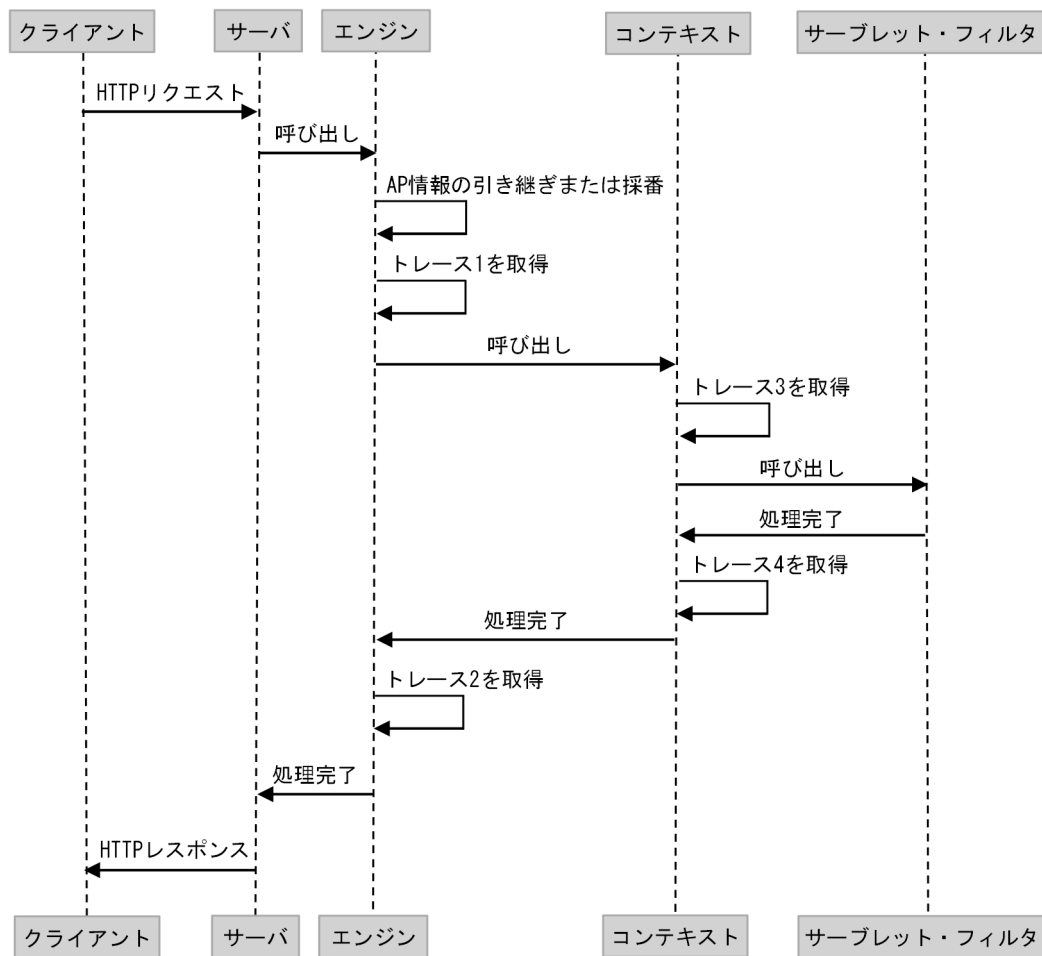 クライアント
サーバ
エンジン
コンテキスト
サーブレット・フィルタ
HTTPリクエスト
呼び出し
AP情報の引き継ぎまたは採番
トレース1を取得
呼び出し
トレース3を取得
呼び出し
処理完了
トレース4を取得
処理完了
トレース2を取得
処理完了
HTTPレスポンス
クライアント
サーバ
エンジン
コンテキスト
サーブレット・フィルタ